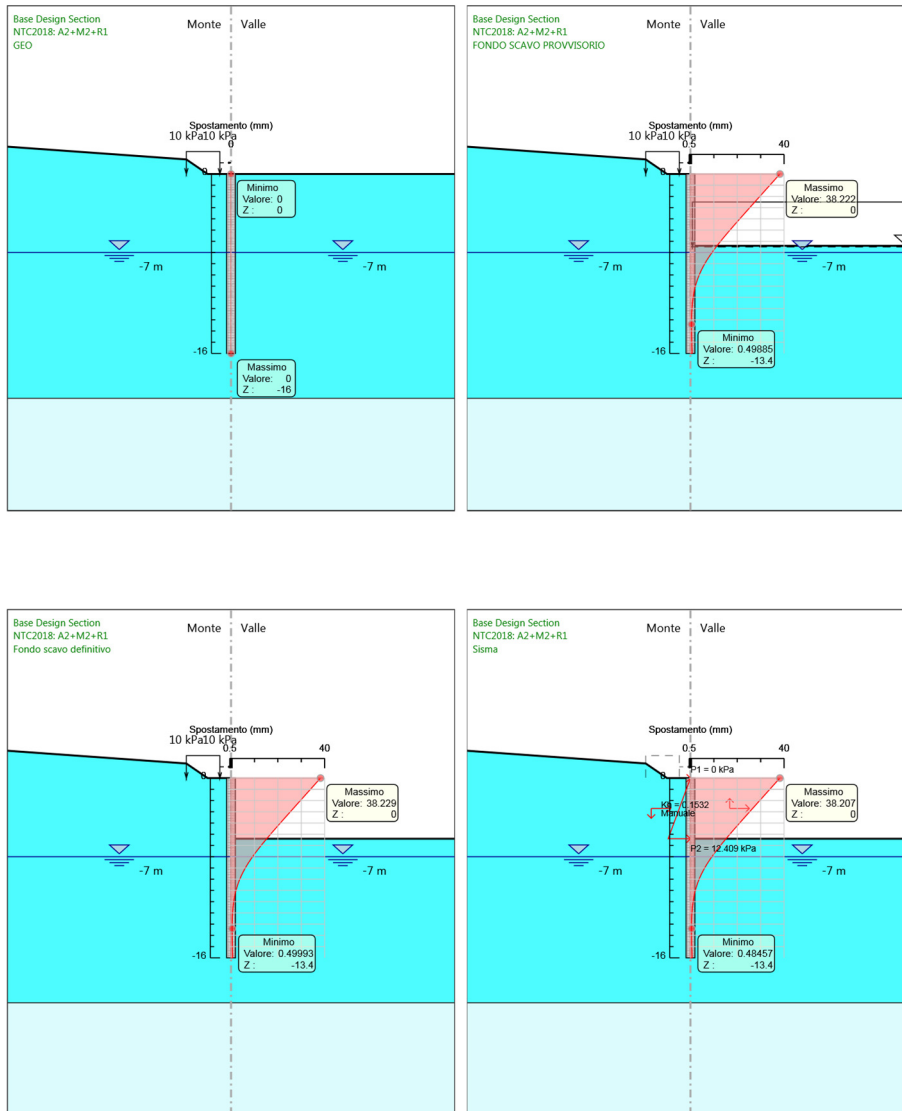 Base Design Section
NTC2018: A2+M2+R1
GEO
Monte
Valle
Spostamento (mm)
10 kPa
10 kPa
0
0
Minimo
Valore: 0
Z : 0
-7 m
-7 m
-16
Massimo
Valore: 0
Z : -16
Base Design Section
NTC2018: A2+M2+R1
FONDO SCAVO PROVVISORIO
Monte
Valle
Spostamento (mm)
10 kPa
10 kPa
0.5
40
0
Massimo
Valore: 38.222
Z : 0
-7 m
-7 m
Minimo
Valore: 0.49885
Z : -13.4
-16
Base Design Section
NTC2018: A2+M2+R1
Fondo scavo definitivo
Monte
Valle
Spostamento (mm)
10 kPa
10 kPa
0.5
40
0
Massimo
Valore: 38.229
Z : 0
-7 m
-7 m
Minimo
Valore: 0.49993
Z : -13.4
-16
Base Design Section
NTC2018: A2+M2+R1
Sisma
Monte
Valle
Spostamento (mm)
0.5
40
0
P1 = 0 kPa
Massimo
Valore: 38.207
Z : 0
= 0.1532
Manuale
P2 = 12.409 kPa
-7 m
-7 m
Minimo
Valore: 0.48457
Z : -13.4
-16